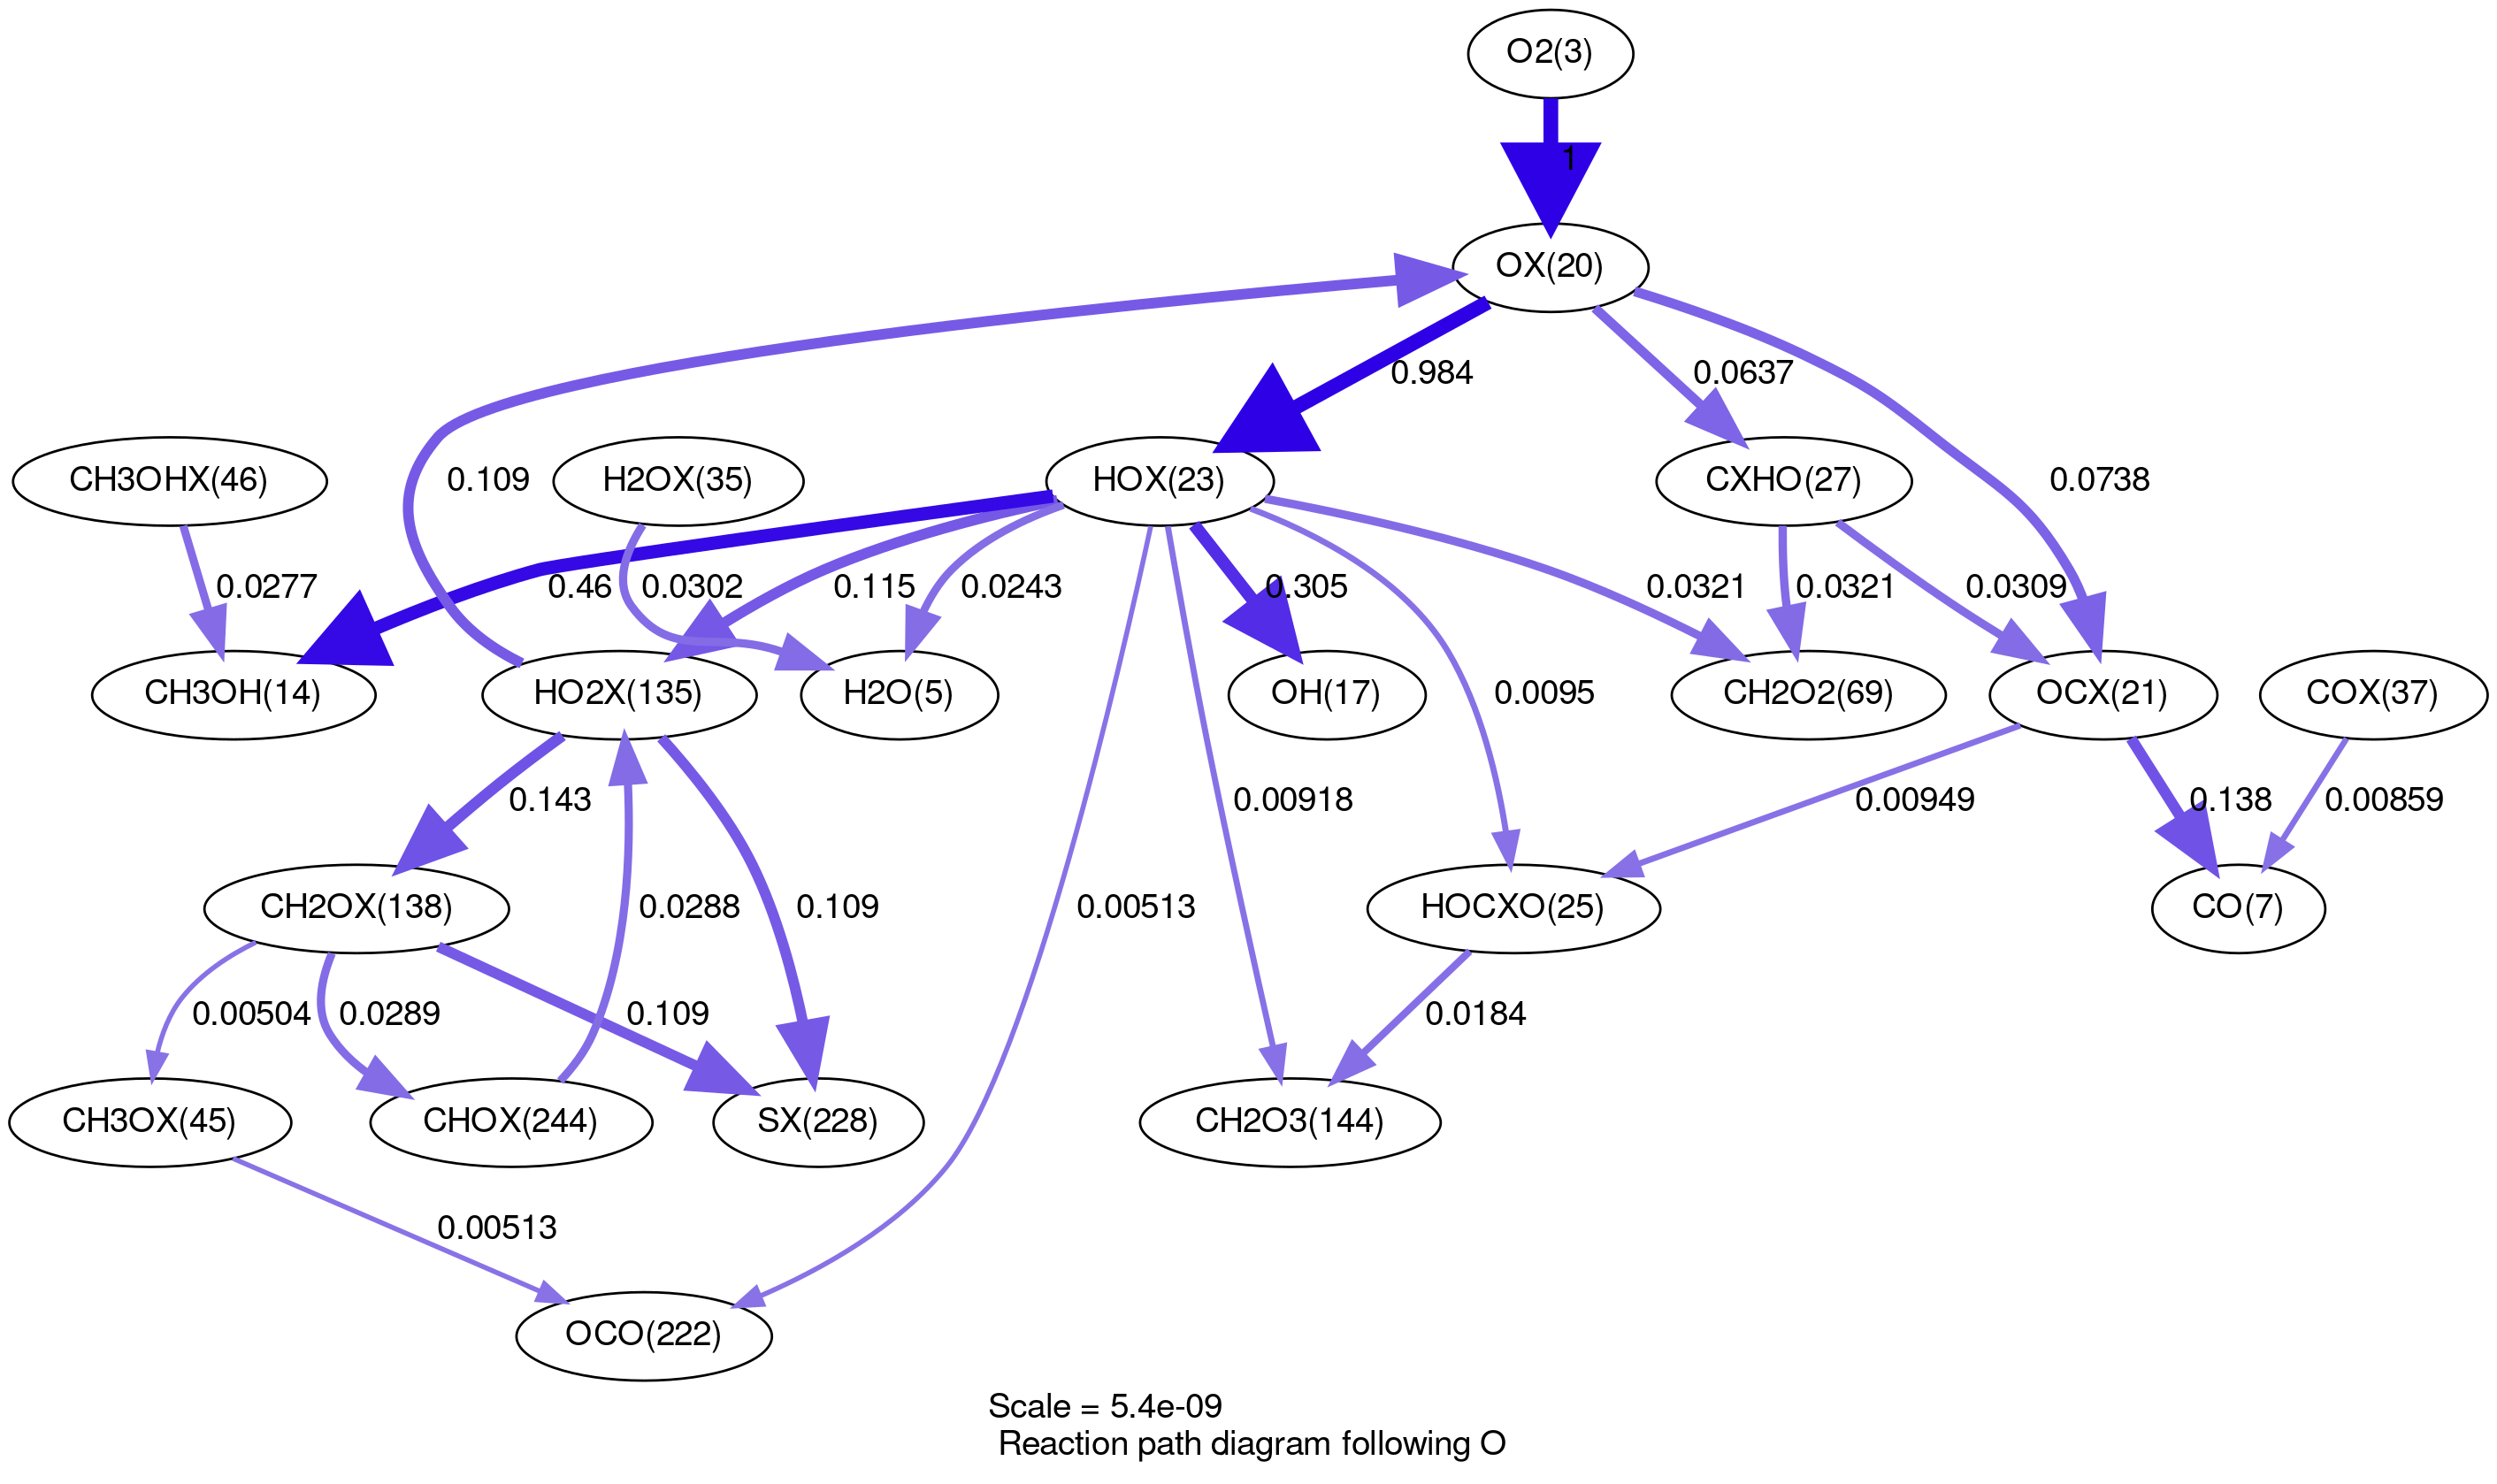 O2(3)
1
OX(20)
0.984
0.0637
0.109
0.0738
CH3OHX(46)
H2OX(35)
HOX(23)
CXHO(27)
0.0277
0.46
0.0302
0.115
0.0243
0.305
0.0321
0.0321
0.0309
CH3OH(14)
HO2X(135)
H2O(5)
OH(17)
0.0095
CH2O2(69)
OCX(21)
COX(37)
0.143
0.00918
0.00949
0.138
0.00859
CH2OX(138)
0.0288
0.109
0.00513
HOCXO(25)
CO(7)
0.00504
0.0289
0.109
0.0184
CH3OX(45)
CHOX(244)
SX(228)
CH2O3(144)
0.00513
OCO(222)
Scale = 5.4e-09
Reaction path diagram following O